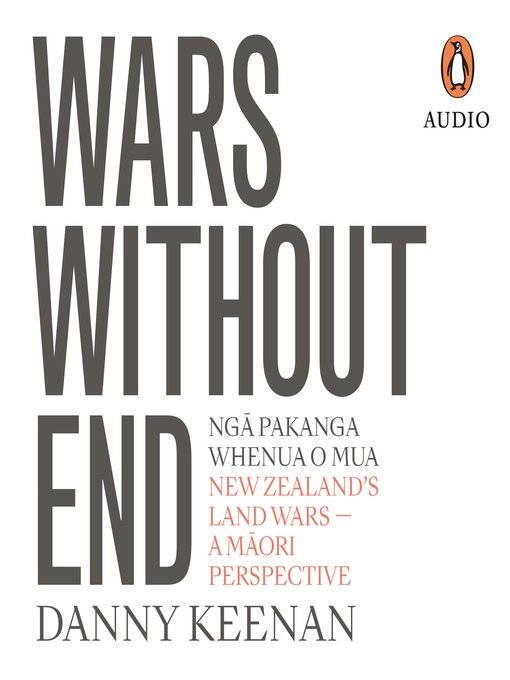 WARS
AUDIO
WITHOUT
END
NGĀ PAKANGA
WHENUA O MUA
NEW ZEALAND'S
LAND WARS —
A MĀORI
PERSPECTIVE
DANNY KEENAN